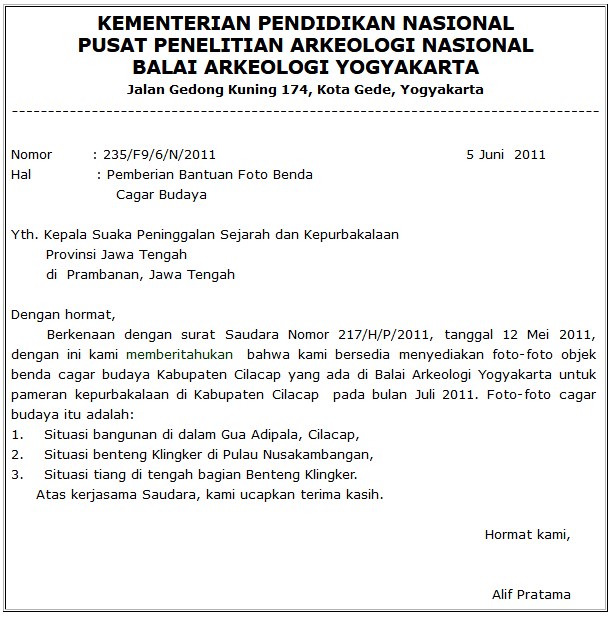 KEMENTERIAN PENDIDIKAN NASIONAL
PUSAT PENELITIAN ARKEOLOGI NASIONAL
BALAI ARKEOLOGI YOGYAKARTA
Jalan Gedong Kuning 174, Kota Gede, Yogyakarta
Nomor : 235/F9/6/N/2011 5 Juni 2011
Hal : Pemberian Bantuan Foto Benda
Cagar Budaya
Yth. Kepala Suaka Peninggalan Sejarah dan Kepurbakalaan
Provinsi Jawa Tengah
di Prambanan, Jawa Tengah
Dengan hormat,
Berkenaan dengan surat Saudara Nomor 217/H/P/2011, tanggal 12 Mei 2011,
dengan ini kami memberitahukan bahwa kami bersedia menyediakan foto-foto objek
benda cagar budaya Kabupaten Cilacap yang ada di Balai Arkeologi Yogyakarta untuk
pameran kepurbakalaan di Kabupaten Cilacap pada bulan Juli 2011. Foto-foto cagar
budaya itu adalah:
1. Situasi bangunan di dalam Gua Adipala, Cilacap,
2. Situasi benteng Klingker di Pulau Nusakambangan,
3. Situasi tiang di tengah bagian Benteng Klingker.
Atas kerjasama Saudara, kami ucapkan terima kasih.
Hormat kami,
Alif Pratama